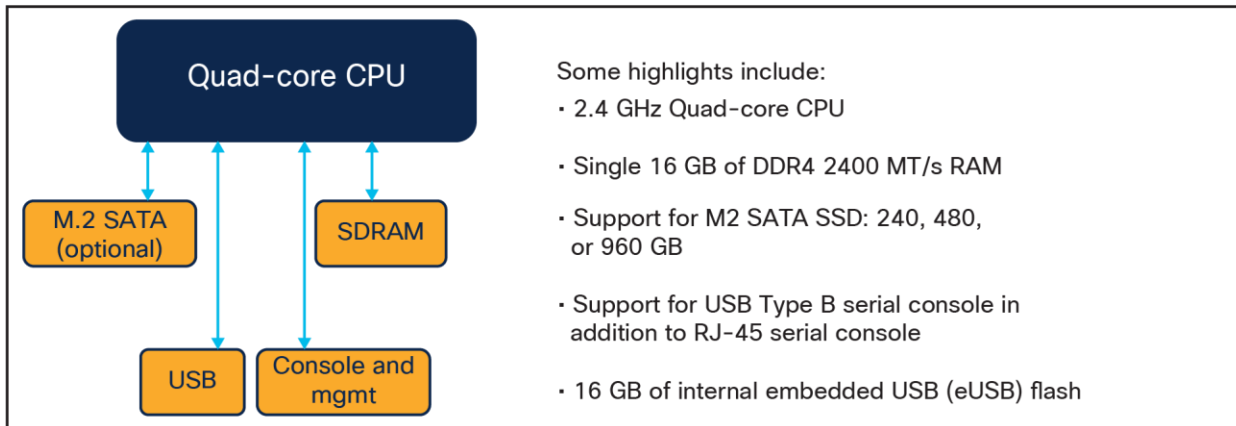 Quad-core CPU
M.2 SATA
(optional)
SDRAM
USB
Console and
mgmt
Some highlights include:
· 2.4 GHz Quad-core CPU
· Single 16 GB of DDR4 2400 MT/s RAM
· Support for M2 SATA SSD: 240, 480,
or 960 GB
· Support for USB Type B serial console in
addition to RJ-45 serial console
· 16 GB of internal embedded USB (eUSB) flash